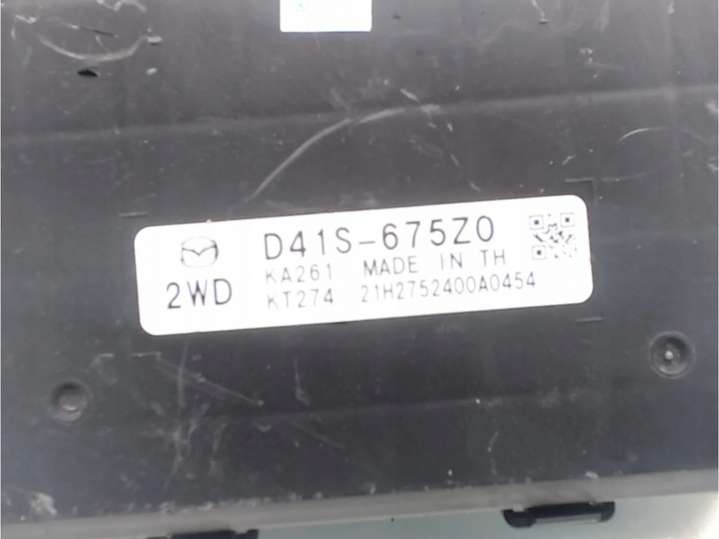 D41S-675Z0
2WD
KA261 MADE IN TH
KT274 21H2752400A0454